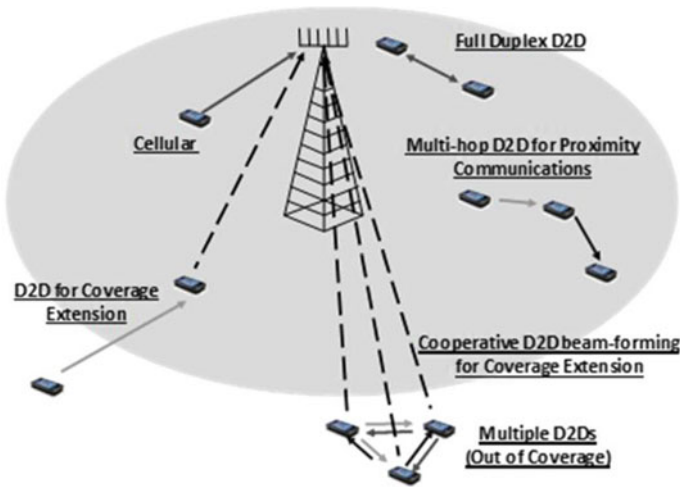 Full Duplex D2D
Cellular
Multi-hop D2D for Proximity
Communications
D2D for Coverage
Extension
Cooperative D2D beam-forming
for Coverage Extension
Multiple D2Ds
(Out of Coverage)